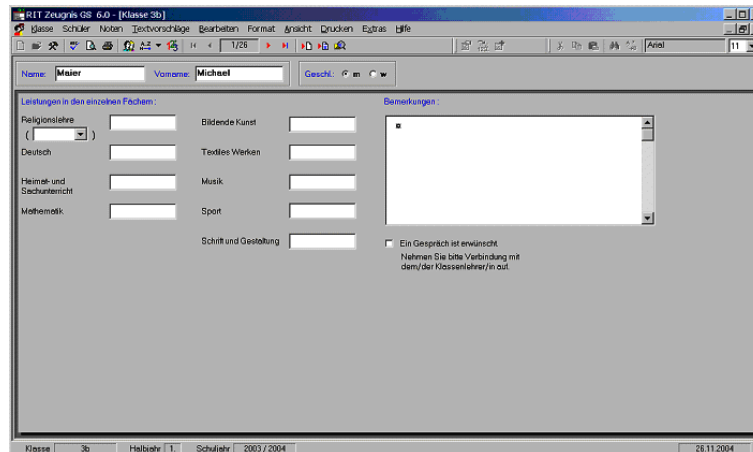 RIT Zeugnis GS 6.0 - [Klasse 3b]
Klasse Schüler Noten Textvorschläge Bearbeiten Format Ansicht Drucken Extras Hilfe
1/26 Arial 11
Name: Maier Vorname: Michael Geschl.: m w
Leistungen in den einzelnen Fächern: Bemerkungen:
Religionslehre Bildende Kunst ¤
( )
Deutsch Textiles Werken
Heimat- und Musik
Sachunterricht
Mathematik Sport
Schrift und Gestaltung Ein Gespräch ist erwünscht.
Nehmen Sie bitte Verbindung mit
dem/der Klassenlehrer/in auf.
Klasse 3b Halbjahr 1. Schuljahr 2003 / 2004 26.11.2004